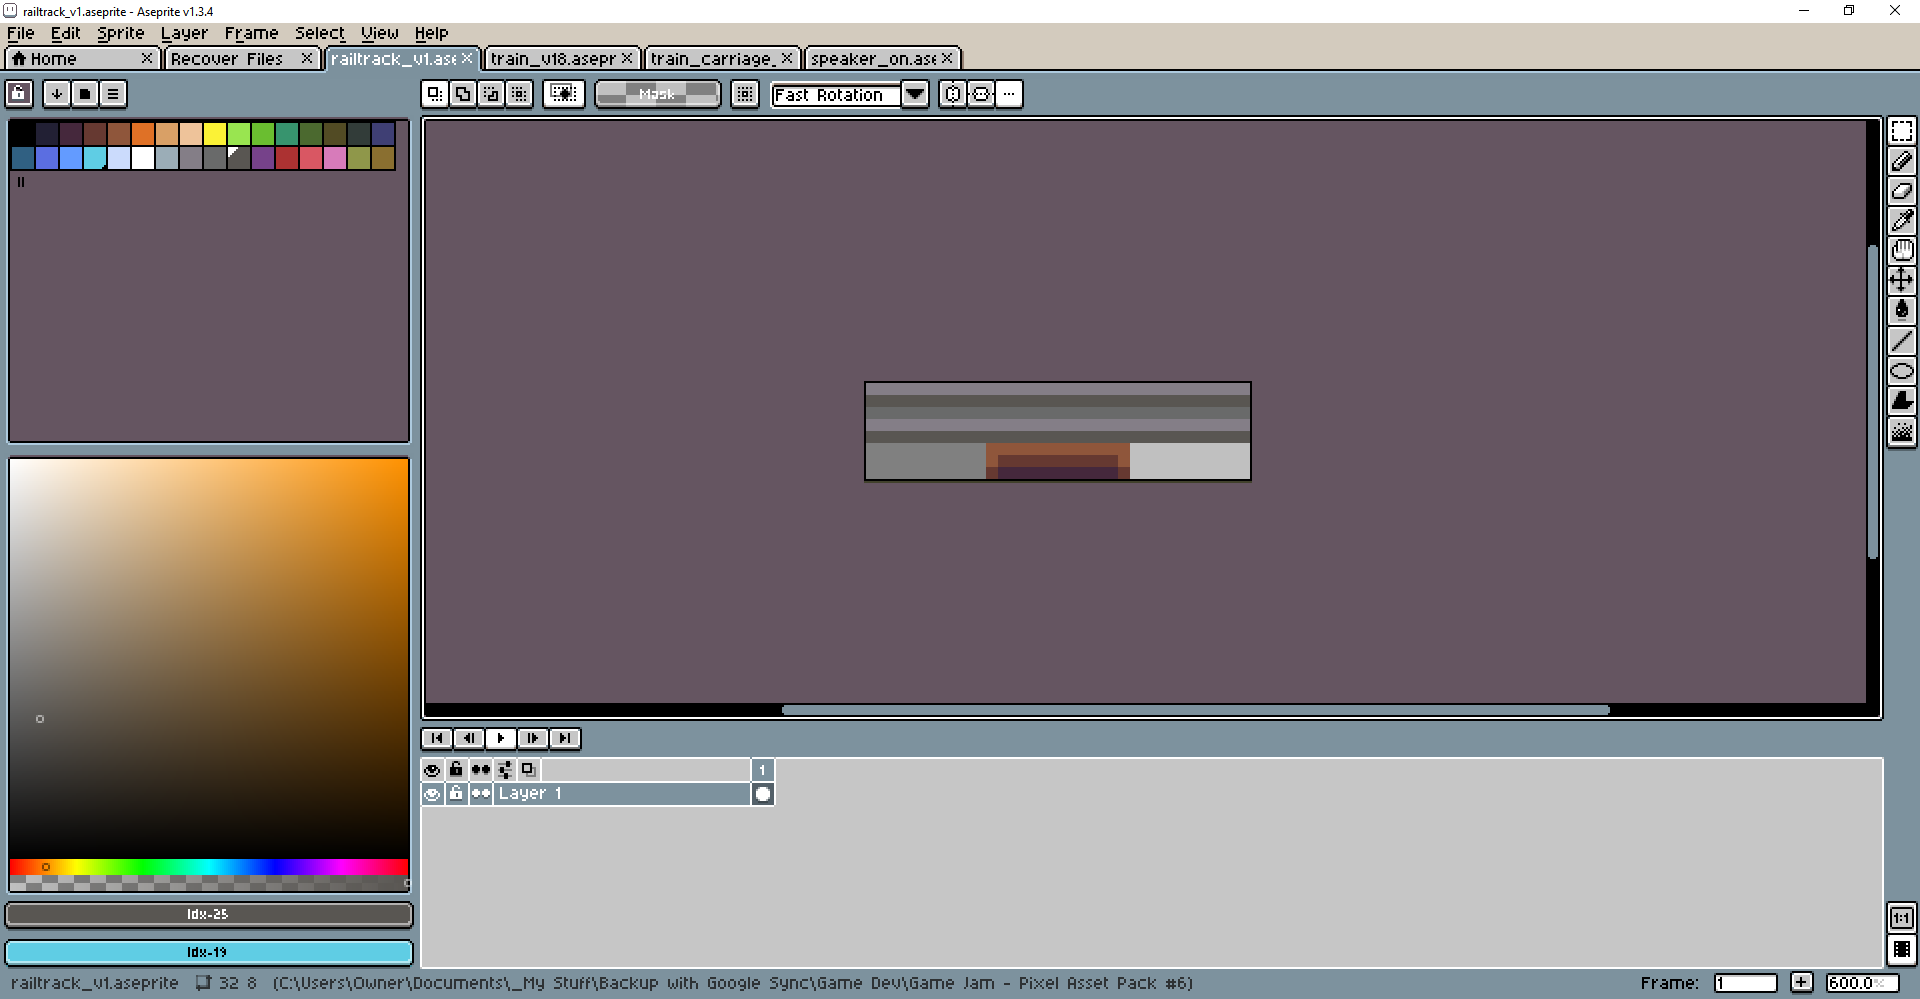 railtrack_v1.aseprite - Aseprite v1.3.4
File Edit Sprite Layer Frame Select View Help
Home Recover Files railtrack_v1.ase train_v18.asepr train_carriage_ speaker_on.ase
Mask Fast Rotation
1
Layer 1
Idx-25
Idx-19
1:1
railtrack_v1.aseprite 32 8 (C:\Users\Owner\Documents\_My Stuff\Backup with Google Sync\Game Dev\Game Jam - Pixel Asset Pack #6) Frame: 1 600.0%